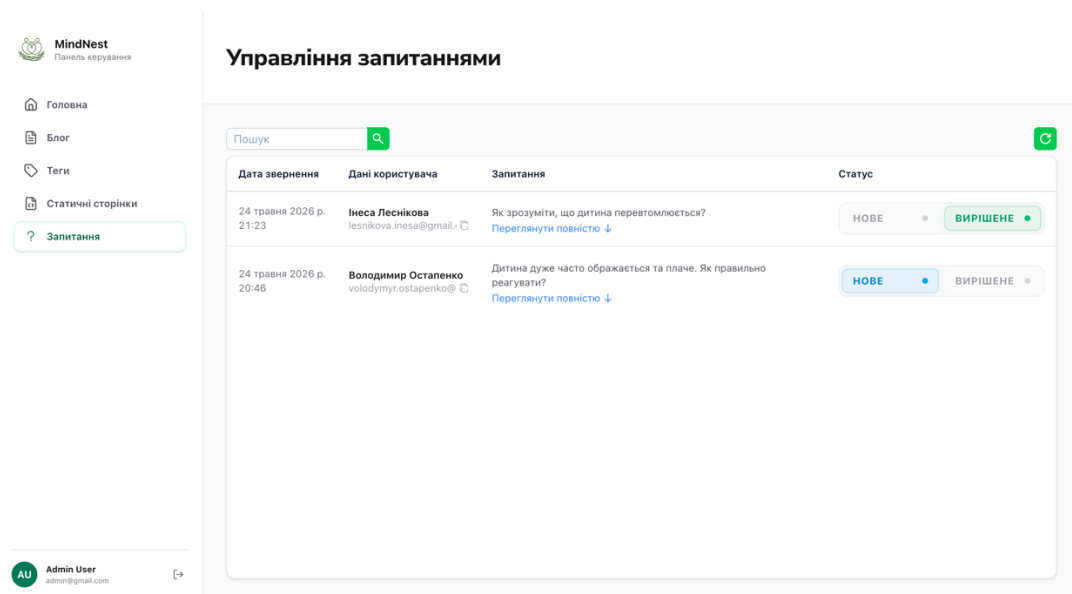 MindNest
Панель керування
Головна
Блог
Теги
Статичні сторінки
Запитання
Admin User
admin@gmail.com
AU
Управління запитаннями
Пошук
Дата звернення
Дані користувача
Запитання
Статус
24 травня 2026 р.
21:23
Інеса Леснікова
lesnikova.inesa@gmail.
Як зрозуміти, що дитина перевтомлюється?
Переглянути повністю ↓
НОВЕ
ВИРІШЕНЕ
24 травня 2026 р.
20:46
Володимир Остапенко
volodymyr.ostapenko@
Дитина дуже часто ображається та плаче. Як правильно
реагувати?
Переглянути повністю ↓
НОВЕ
ВИРІШЕНЕ